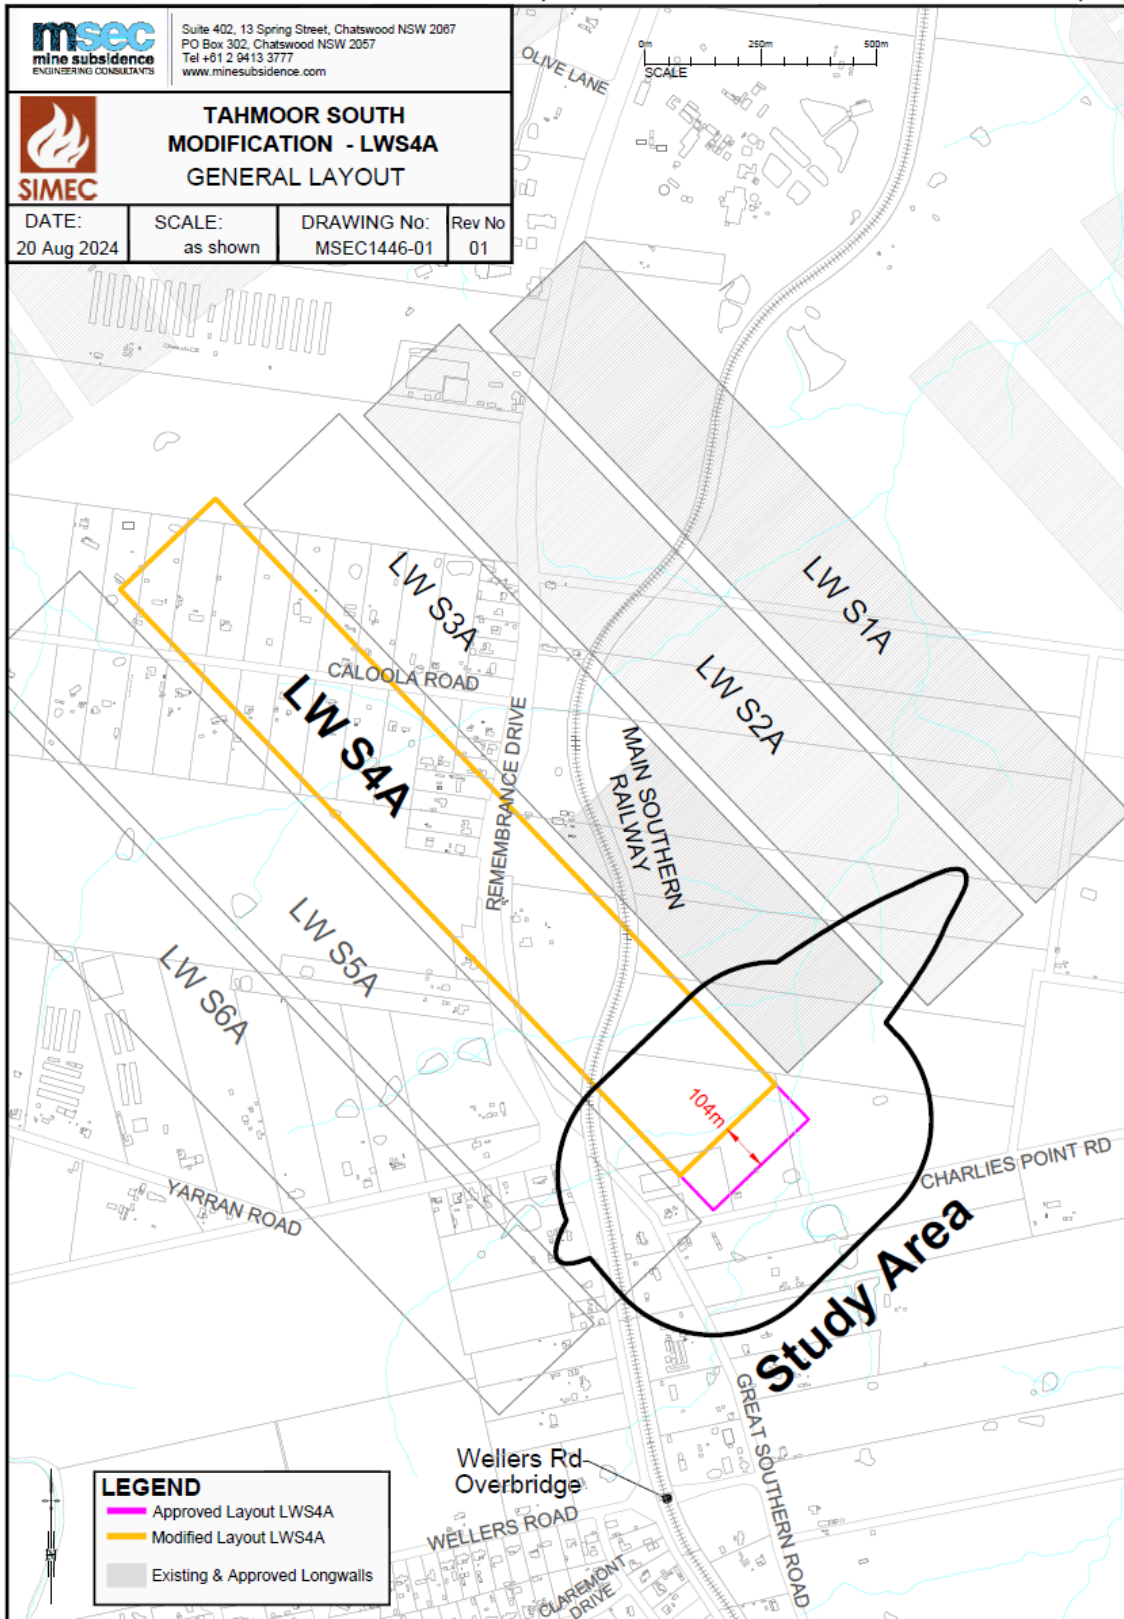 msec
mine subsidence
ENGINEERING CONSULTANTS
Suite 402, 13 Spring Street, Chatswood NSW 2067
PO Box 302, Chatswood NSW 2057
Tel +61 2 9413 3777
www.minesubsidence.com
SIMEC
TAHMOOR SOUTH
MODIFICATION - LWS4A
GENERAL LAYOUT
DATE:
20 Aug 2024
SCALE:
as shown
DRAWING No:
MSEC1446-01
Rev No
01
OLIVE LANE
0m 250m 500m
SCALE
LW S1A
LW S2A
LW S3A
CALOOLA ROAD
LW S4A
REMEMBRANCE DRIVE
MAIN SOUTHERN
RAILWAY
LW S5A
LW S6A
104m
YARRAN ROAD
CHARLIES POINT RD
Study Area
GREAT SOUTHERN ROAD
Wellers Rd
Overbridge
WELLERS ROAD
CLAREMONT
DRIVE
LEGEND
Approved Layout LWS4A
Modified Layout LWS4A
Existing & Approved Longwalls